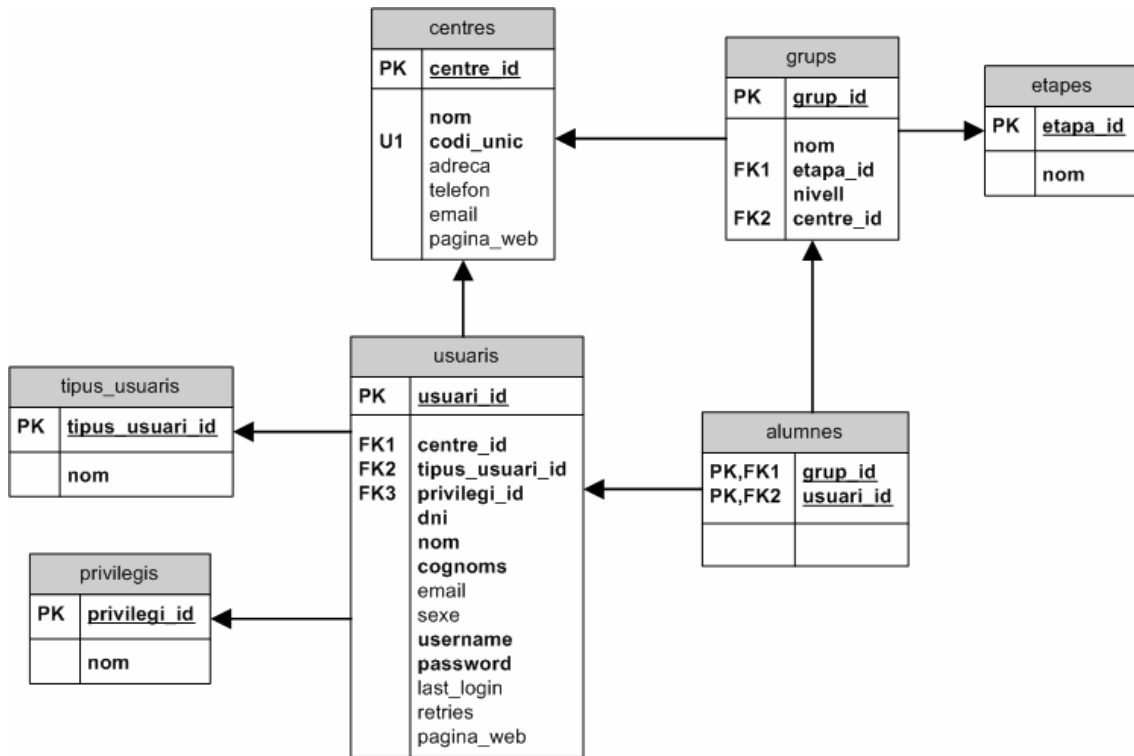 centres
PK centre_id
nom
U1 codi_unic
adreca
telefon
email
pagina_web
grups
PK grup_id
nom
FK1 etapa_id
nivell
FK2 centre_id
etapes
PK etapa_id
nom
tipus_usuaris
PK tipus_usuari_id
nom
usuaris
PK usuari_id
FK1 centre_id
FK2 tipus_usuari_id
FK3 privilegi_id
dni
nom
cognoms
email
sexe
username
password
last_login
retries
pagina_web
alumnes
PK,FK1 grup_id
PK,FK2 usuari_id
privilegis
PK privilegi_id
nom